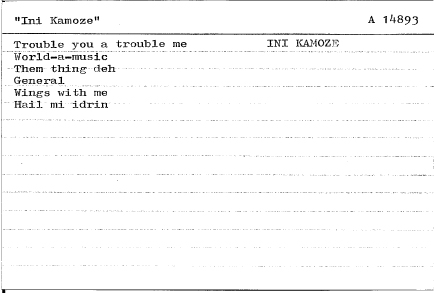 "Ini Kamoze" A 14893
Trouble you a trouble me INI KAMOZE
World-a-music
Them thing deh
General
Wings with me
Hail mi idrin